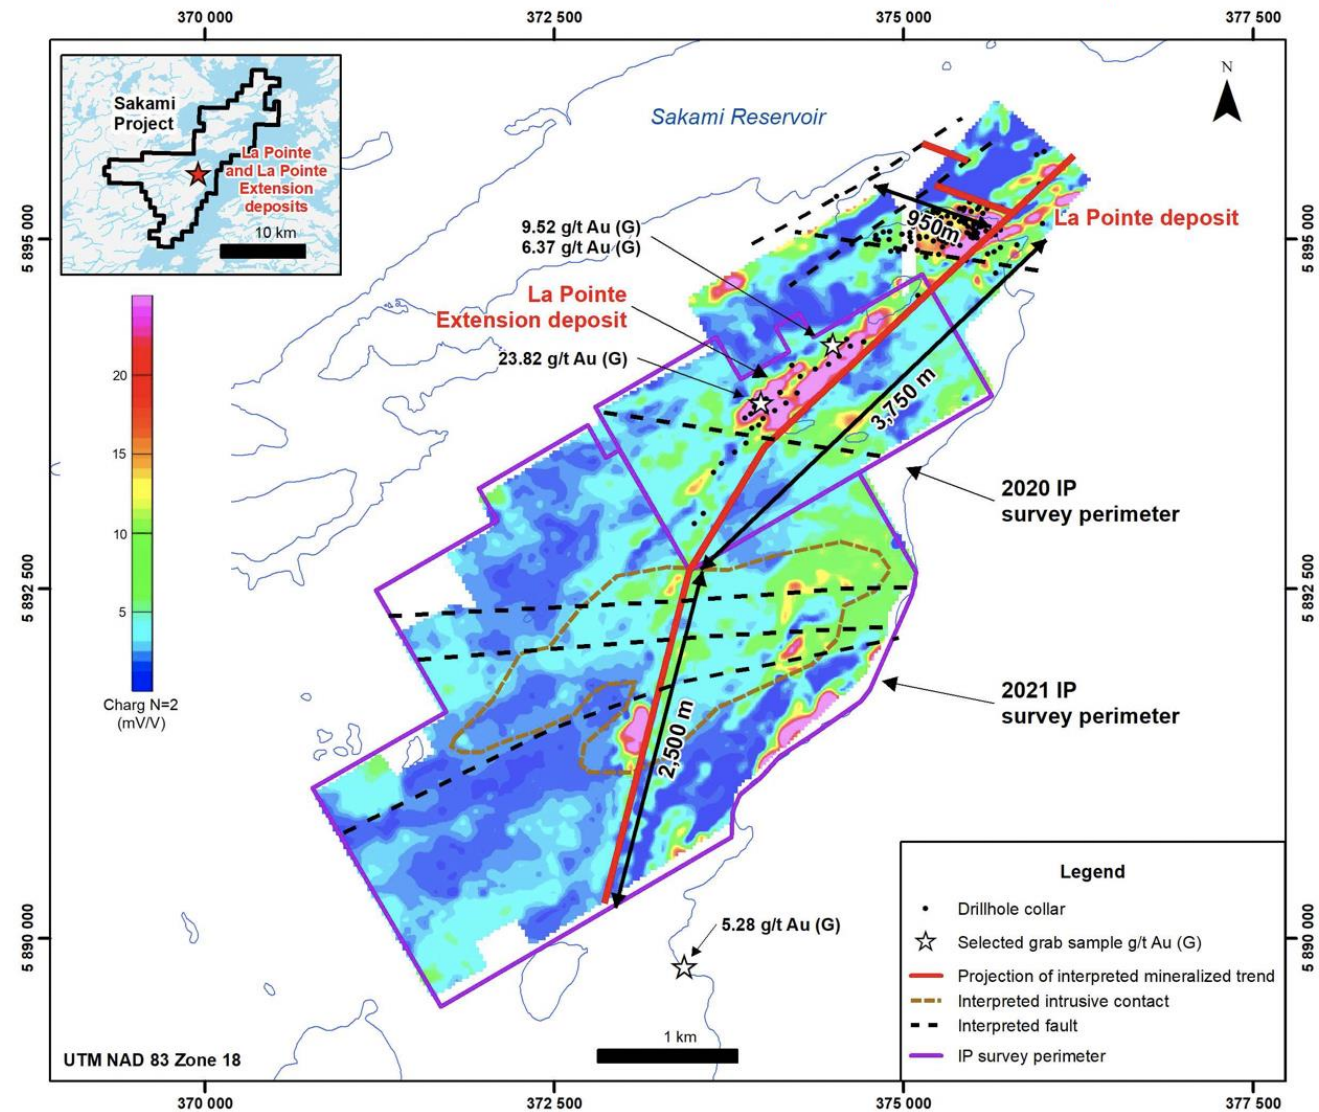 370 000
372 500
375 000
377 500
N
Sakami Reservoir
Sakami
Project
La Pointe
and La Pointe
Extension
deposits
10 km
5 895 000
5 895 000
950m
La Pointe deposit
9.52 g/t Au (G)
6.37 g/t Au (G)
La Pointe
Extension deposit
23.82 g/t Au (G)
3,750 m
20
15
10
5
Charg N=2
(mV/V)
2020 IP
survey perimeter
5 892 500
5 892 500
2021 IP
survey perimeter
2,500 m
5.28 g/t Au (G)
5 890 000
5 890 000
Legend
Drillhole collar
Selected grab sample g/t Au (G)
Projection of interpreted mineralized trend
Interpreted intrusive contact
Interpreted fault
IP survey perimeter
1 km
UTM NAD 83 Zone 18
370 000
372 500
375 000
377 500